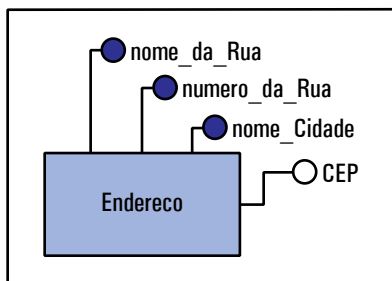 nome_da_Rua
numero_da_Rua
nome_Cidade
CEP
Endereco